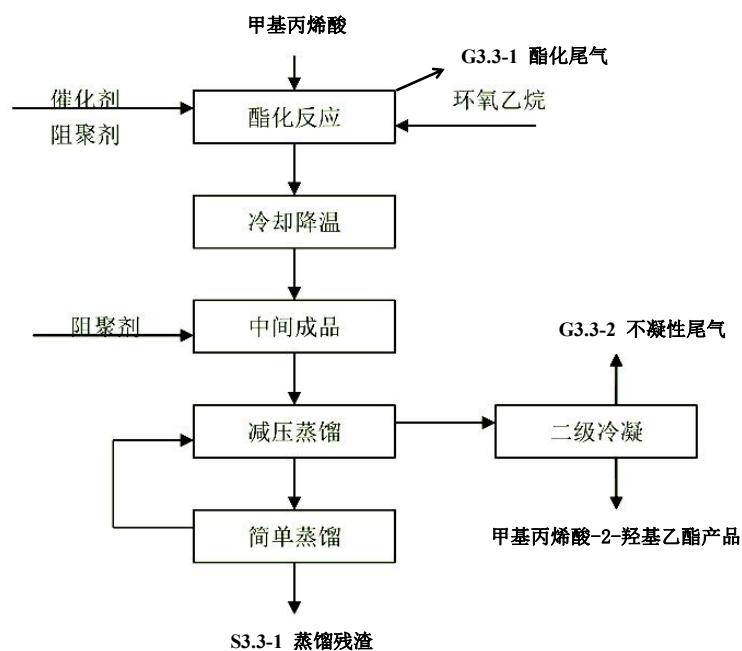 甲基丙烯酸
G3.3-1 酯化尾气
催化剂
阻聚剂
酯化反应
环氧乙烷
冷却降温
阻聚剂
中间成品
G3.3-2 不凝性尾气
减压蒸馏
二级冷凝
简单蒸馏
甲基丙烯酸-2-羟基乙酯产品
S3.3-1 蒸馏残渣